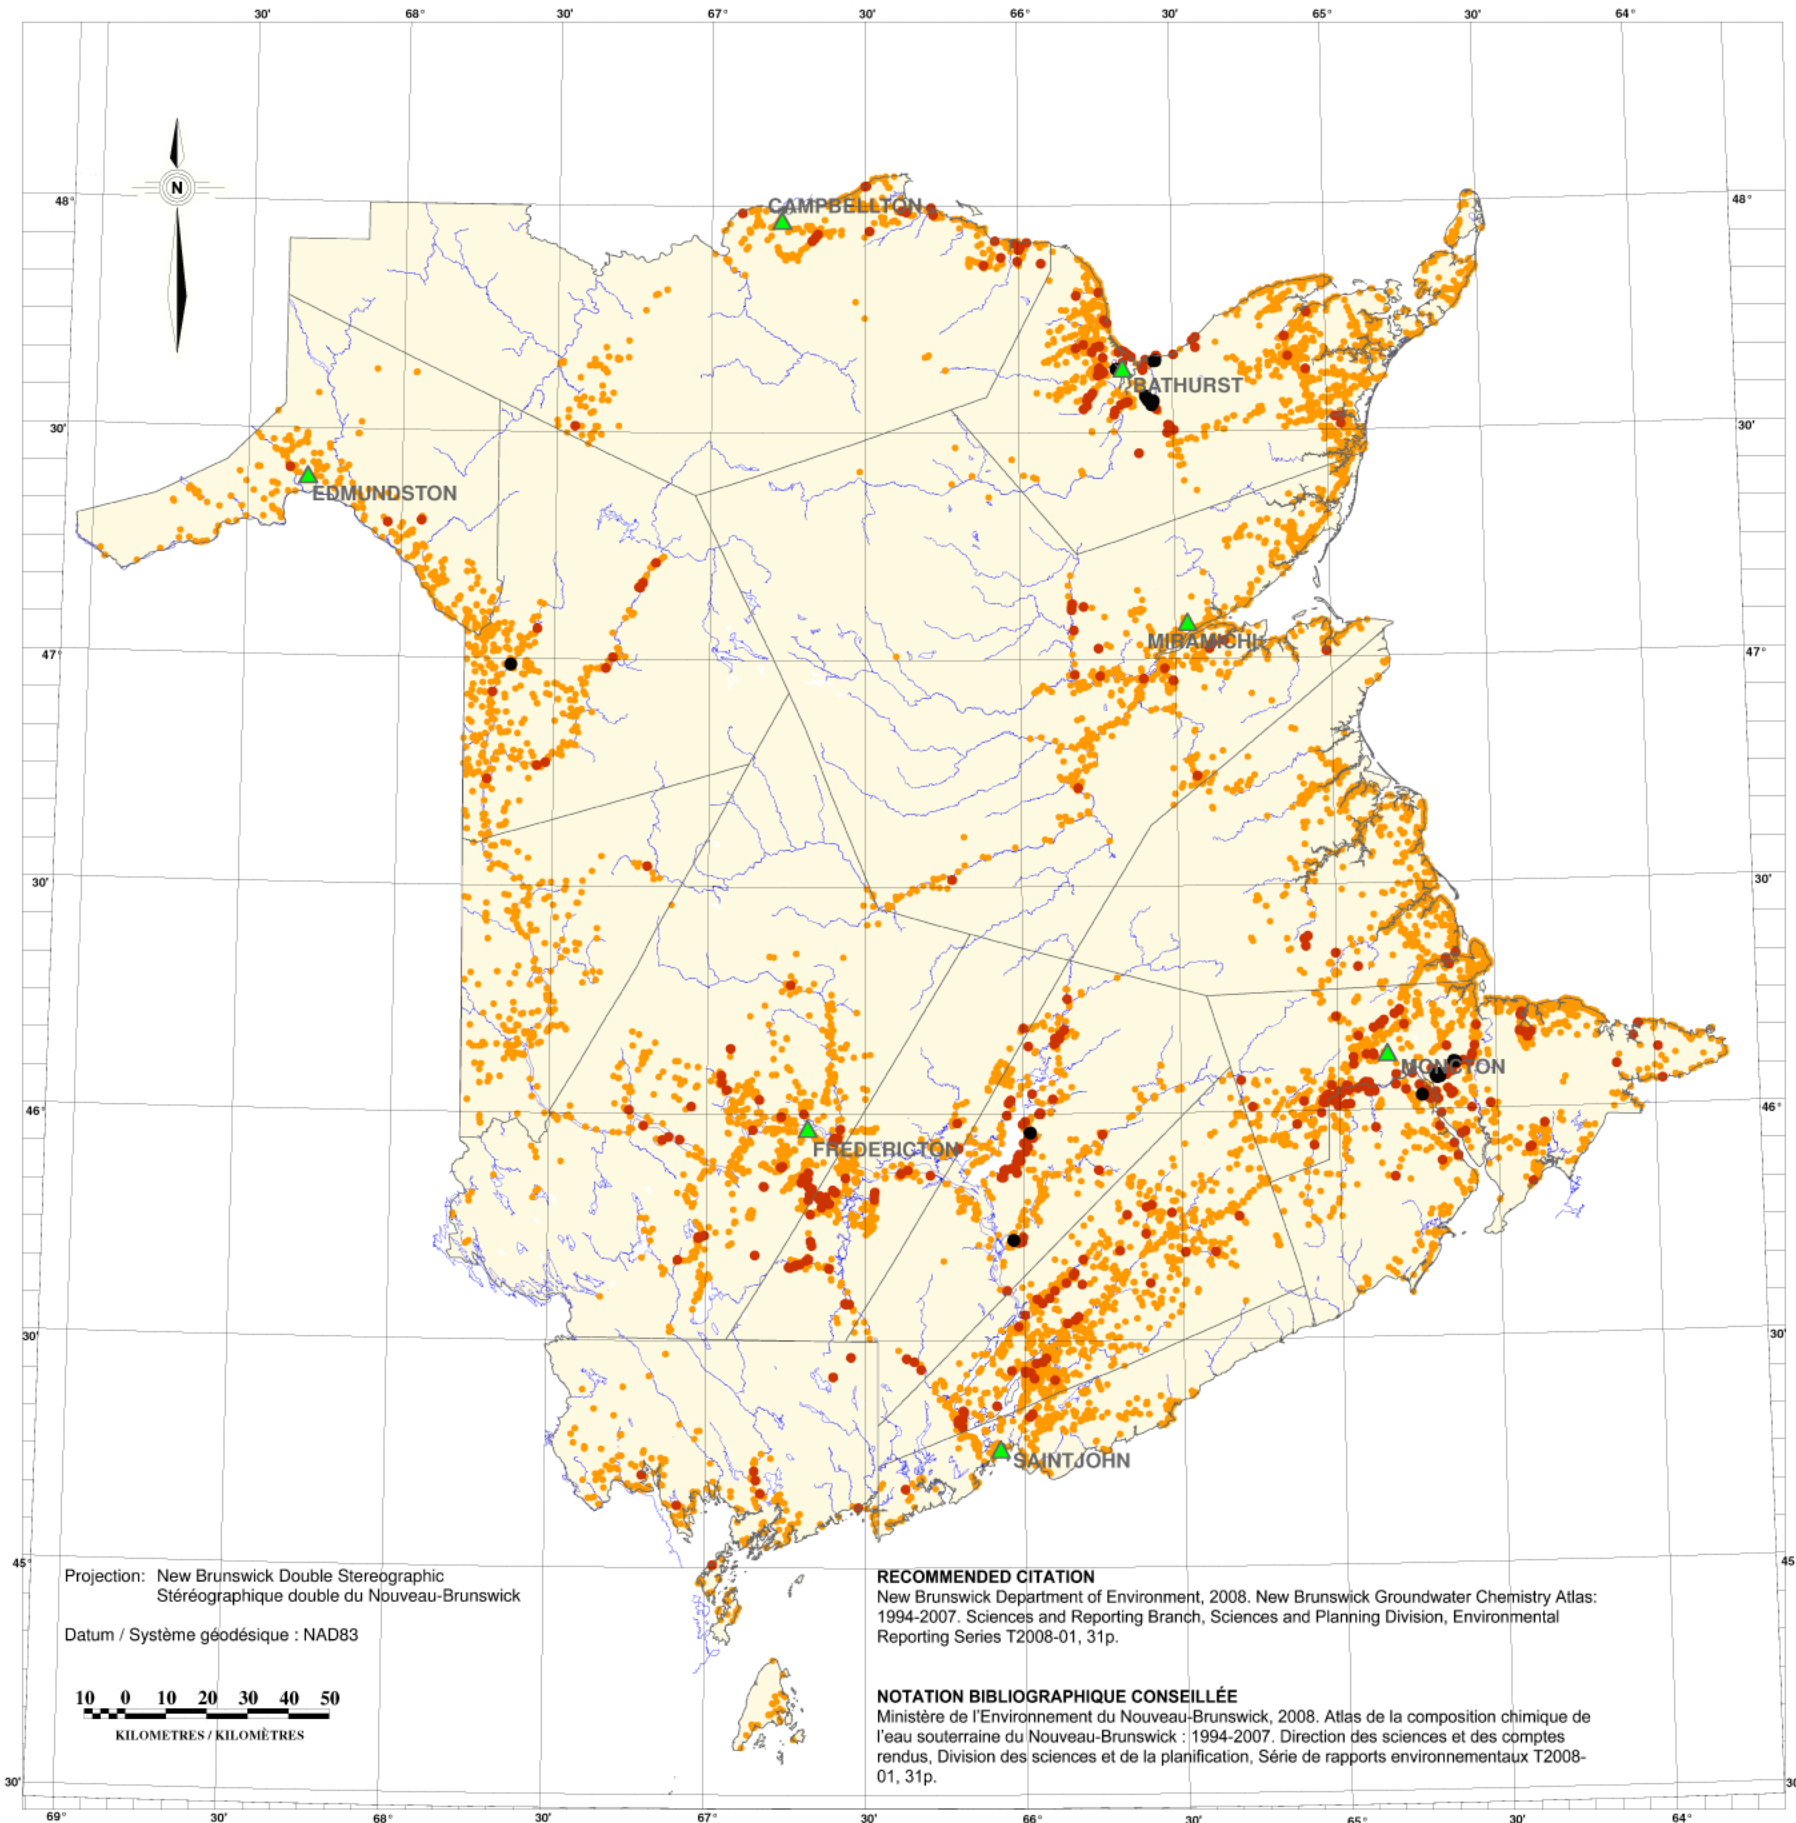 30'
68°
30'
67°
30'
66°
30'
65°
30'
64°
N
48°
CAMPBELLTON
48°
BATHURST
30'
30'
EDMUNDSTON
MIRAMICHI
47°
47°
30'
30'
MONCTON
46°
46°
FREDERICTON
30'
30'
SAINT JOHN
45°
45
Projection: New Brunswick Double Stereographic
Stéréographique double du Nouveau-Brunswick
Datum / Système géodésique : NAD83
10 0 10 20 30 40 50
KILOMETRES / KILOMÈTRES
RECOMMENDED CITATION
New Brunswick Department of Environment, 2008. New Brunswick Groundwater Chemistry Atlas:
1994-2007. Sciences and Reporting Branch, Sciences and Planning Division, Environmental
Reporting Series T2008-01, 31p.
NOTATION BIBLIOGRAPHIQUE CONSEILLÉE
Ministère de l'Environnement du Nouveau-Brunswick, 2008. Atlas de la composition chimique de
l'eau souterraine du Nouveau-Brunswick : 1994-2007. Direction des sciences et des comptes
rendus, Division des sciences et de la planification, Série de rapports environnementaux T2008-
01, 31p.
30'
30
69°
30'
68°
30'
67°
30'
66°
30'
65°
30'
64°